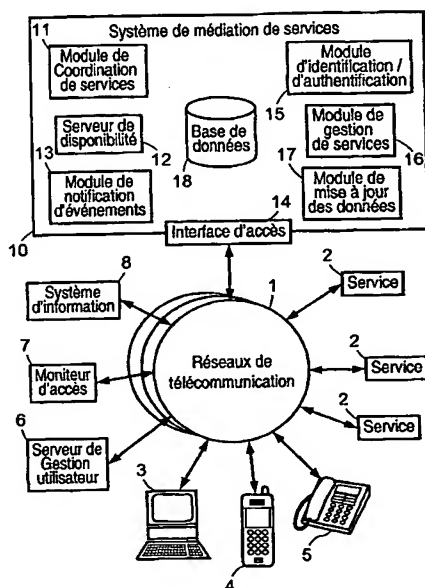 Système de médiation de services
11
Module de
Coordination
de services
Serveur de
disponibilité
12
13
Module de
notification
d'événements
10
Base de
données
18
Module
d'identification /
d'authentification
15
Module de
gestion
de services
16
17
Module de
mise à jour
des données
14
Interface d'accès
8
Système
d'information
7
Moniteur
d'accès
6
Serveur de
Gestion
utilisateur
1
Réseaux de
télécommunication
2
Service
2
Service
2
Service
3
4
5